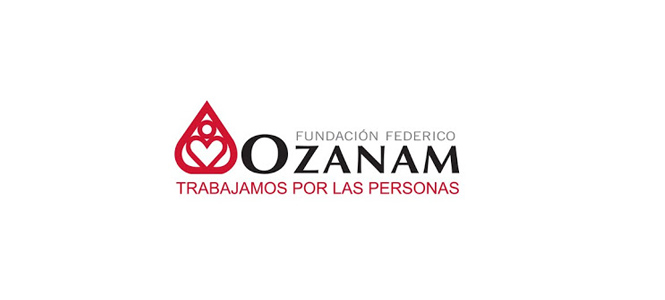 FUNDACIÓN FEDERICO
OZANAM
TRABAJAMOS POR LAS PERSONAS